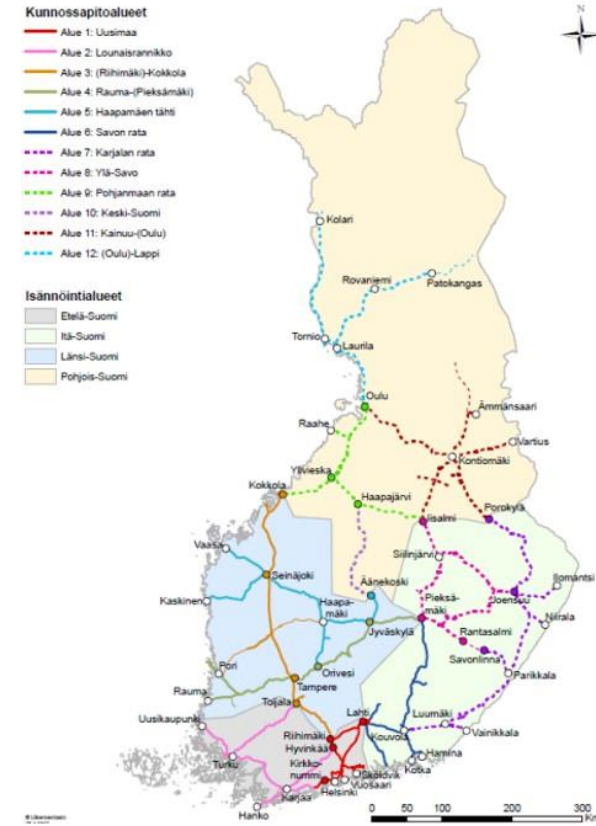 Kunnossapitoalueet
Alue 1: Uusimaa
Alue 2: Lounaisrannikko
Alue 3: (Riihimäki)-Kokkola
Alue 4: Rauma-(Pieksämäki)
Alue 5: Haapamäen tähti
Alue 6: Savon rata
Alue 7: Karjalan rata
Alue 8: Ylä-Savo
Alue 9: Pohjanmaan rata
Alue 10: Keski-Suomi
Alue 11: Kainuu-(Oulu)
Alue 12: (Oulu)-Lappi
Isännöintialueet
Etelä-Suomi
Itä-Suomi
Länsi-Suomi
Pohjois-Suomi
N
Kolari
Rovaniemi
Patokangas
Tornio
Laurila
Oulu
Ämmänsaari
Raahe
Vartius
Kontiomäki
Ylivieska
Kokkola
Haapajärvi
Iisalmi
Porokylä
Siilinjärvi
Vaasa
Seinäjoki
Äänekoski
Ilomantsi
Joensuu
Kaskinen
Haapa-
mäki
Pieksä-
mäki
Jyväskylä
Rantasalmi
Niirala
Savonlinna
Pori
Orivesi
Parikkala
Tampere
Rauma
Toijala
Uusikaupunki
Lahti
Luumäki
Riihimäki
Kouvola
Vainikkala
Hyvinkää
Hamina
Turku
Kirkko-
nummi
Kotka
Sköldvik
Vuosaari
Helsinki
Karjaa
Hanko
0 100 200 300
Km